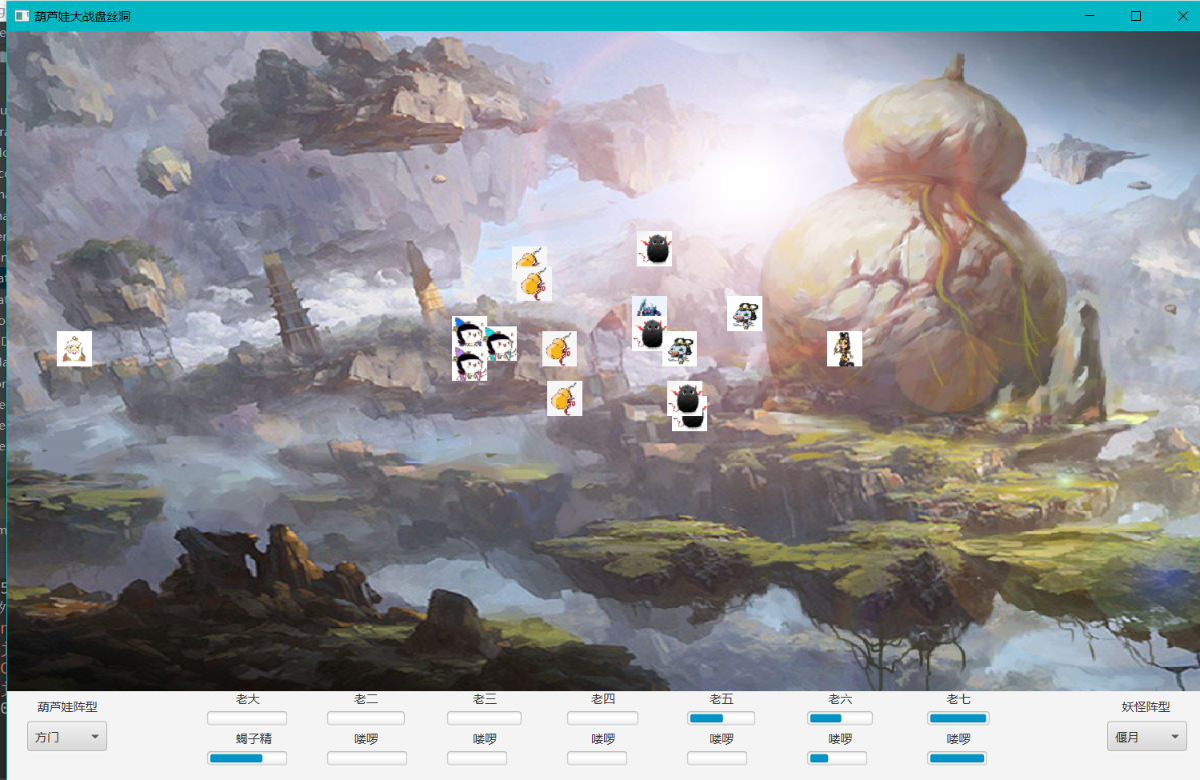 葫芦娃大战盘丝洞
葫芦娃阵型
方门
老大 老二 老三 老四 老五 老六 老七
蝎子精 喽啰 喽啰 喽啰 喽啰 喽啰 喽啰
妖怪阵型
偃月